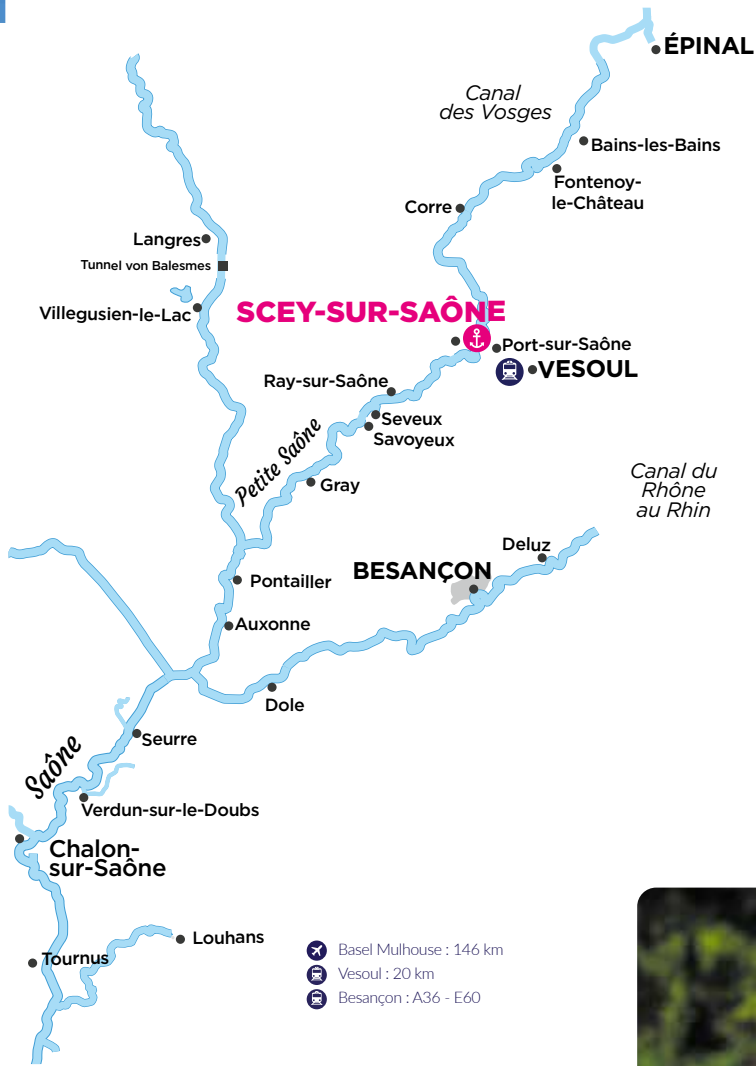 ÉPINAL
Canal
des Vosges
Bains-les-Bains
Fontenoy-
le-Château
Corre
Langres
Tunnel von Balesmes
Villegusien-le-Lac
SCEY-SUR-SAÔNE
Port-sur-Saône
VESOUL
Ray-sur-Saône
Seveux
Savoyeux
Petite Saône
Gray
Canal du
Rhône
au Rhin
Deluz
BESANÇON
Pontailler
Auxonne
Dole
Seurre
Saône
Verdun-sur-le-Doubs
Chalon-
sur-Saône
Louhans
Tournus
Basel Mulhouse : 146 km
Vesoul : 20 km
Besançon : A36 - E60